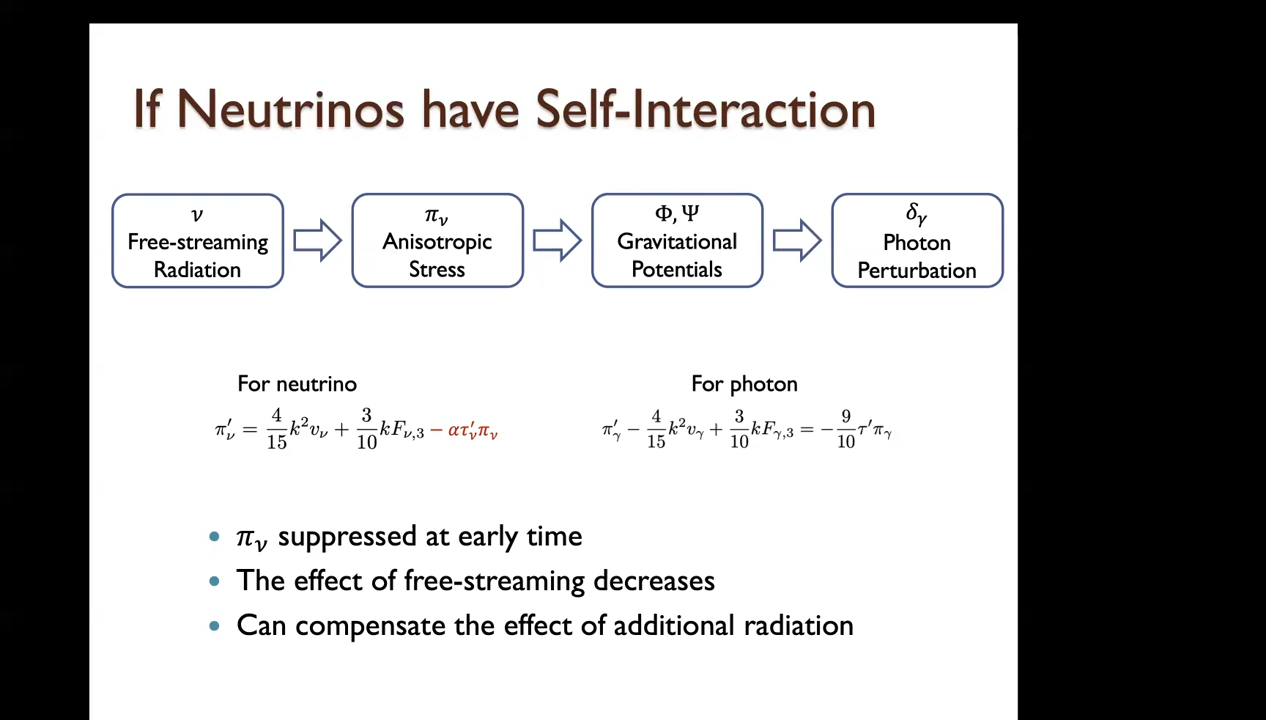 If Neutrinos have Self-Interaction
ν
Free-streaming
Radiation
π_ν
Anisotropic
Stress
Φ, Ψ
Gravitational
Potentials
δ_γ
Photon
Perturbation
For neutrino
π′_ν = 4/15 k²v_ν + 3/10 kF_ν,3 − ατ′_νπ_ν
For photon
π′_γ − 4/15 k²v_γ + 3/10 kF_γ,3 = − 9/10 τ′π_γ
• π_ν suppressed at early time
• The effect of free-streaming decreases
• Can compensate the effect of additional radiation